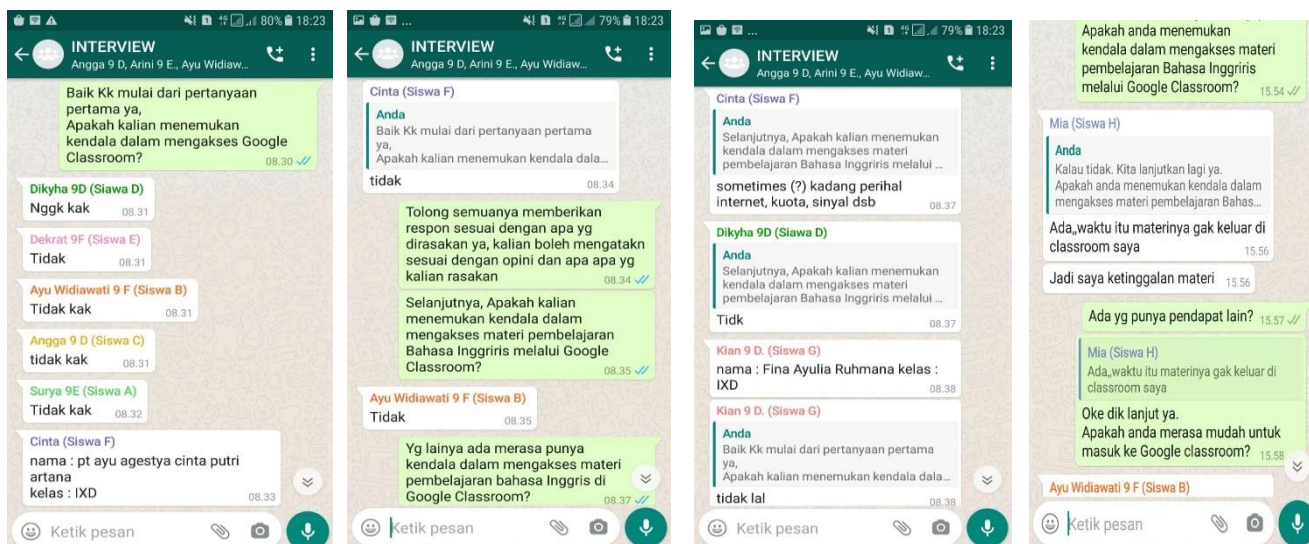 80% 18:23
INTERVIEW
Angga 9 D, Arini 9 E., Ayu Widiaw...
Baik Kk mulai dari pertanyaan
pertama ya,
Apakah kalian menemukan
kendala dalam mengakses Google
Classroom?
08.30
Dikyha 9D (Siawa D)
Nggk kak
08.31
Dekrat 9F (Siswa E)
Tidak
08.31
Ayu Widiawati 9 F (Siswa B)
Tidak kak
08.31
Angga 9 D (Siswa C)
tidak kak
08.31
Surya 9E (Siswa A)
Tidak kak
08.32
Cinta (Siswa F)
nama : pt ayu agestya cinta putri
artana
kelas : IXD
08.33
Ketik pesan
... 79% 18:23
INTERVIEW
Angga 9 D, Arini 9 E., Ayu Widiaw...
Cinta (Siswa F)
Anda
Baik Kk mulai dari pertanyaan pertama
ya,
Apakah kalian menemukan kendala dala...
tidak
08.34
Tolong semuanya memberikan
respon sesuai dengan apa yg
dirasakan ya, kalian boleh mengatakn
sesuai dengan opini dan apa apa yg
kalian rasakan
08.34
Selanjutnya, Apakah kalian
menemukan kendala dalam
mengakses materi pembelajaran
Bahasa Inggriris melalui Google
Classroom?
08.35
Ayu Widiawati 9 F (Siswa B)
Tidak
08.35
Yg lainya ada merasa punya
kendala dalam mengakses materi
pembelajaran bahasa Inggris di
Google Classroom?
08.37
Ketik pesan
... 79% 18:23
INTERVIEW
Angga 9 D, Arini 9 E., Ayu Widiaw...
Cinta (Siswa F)
Anda
Selanjutnya, Apakah kalian menemukan
kendala dalam mengakses materi
pembelajaran Bahasa Inggriris melalui ...
sometimes (?) kadang perihal
internet, kuota, sinyal dsb
08.37
Dikyha 9D (Siawa D)
Anda
Selanjutnya, Apakah kalian menemukan
kendala dalam mengakses materi
pembelajaran Bahasa Inggriris melalui ...
Tidk
08.37
Kian 9 D. (Siswa G)
nama : Fina Ayulia Ruhmana kelas :
IXD
08.38
Kian 9 D. (Siswa G)
Anda
Baik Kk mulai dari pertanyaan pertama
ya,
Apakah kalian menemukan kendala dala...
tidak lal
08.38
Ketik pesan
Apakah anda menemukan
kendala dalam mengakses materi
pembelajaran Bahasa Inggriris
melalui Google Classroom?
15.54
Mia (Siswa H)
Anda
Kalau tidak. Kita lanjutkan lagi ya.
Apakah anda menemukan kendala dalam
mengakses materi pembelajaran Bahas...
Ada,,waktu itu materinya gak keluar di
classroom saya
15.56
Jadi saya ketinggalan materi
15.56
Ada yg punya pendapat lain?
15.57
Mia (Siswa H)
Ada,,waktu itu materinya gak keluar di
classroom saya
Oke dik lanjut ya.
Apakah anda merasa mudah untuk
masuk ke Google classroom?
15.58
Ayu Widiawati 9 F (Siswa B)
Ketik pesan